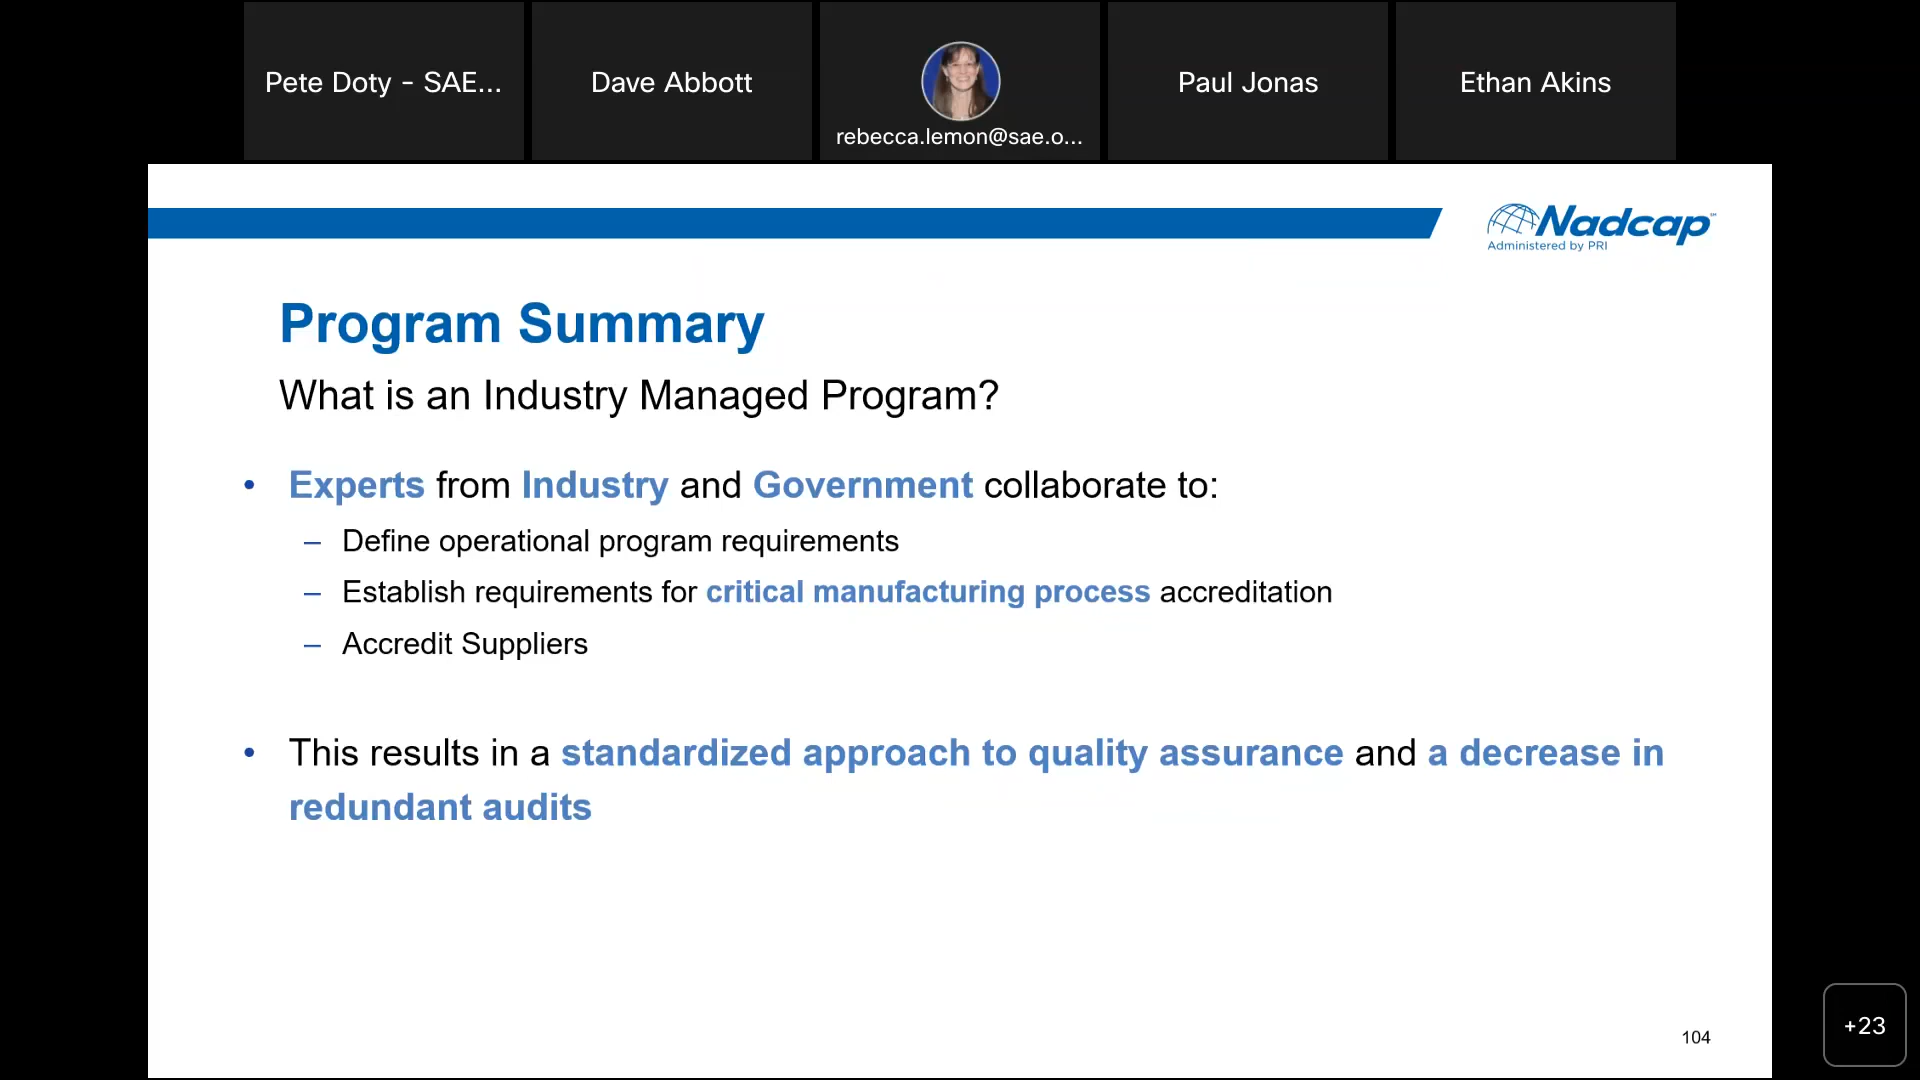 Pete Doty - SAE...
Dave Abbott
rebecca.lemon@sae.o...
Paul Jonas
Ethan Akins
Nadcap℠
Administered by PRI
Program Summary
What is an Industry Managed Program?
• Experts from Industry and Government collaborate to:
– Define operational program requirements
– Establish requirements for critical manufacturing process accreditation
– Accredit Suppliers
• This results in a standardized approach to quality assurance and a decrease in
redundant audits
104
+23